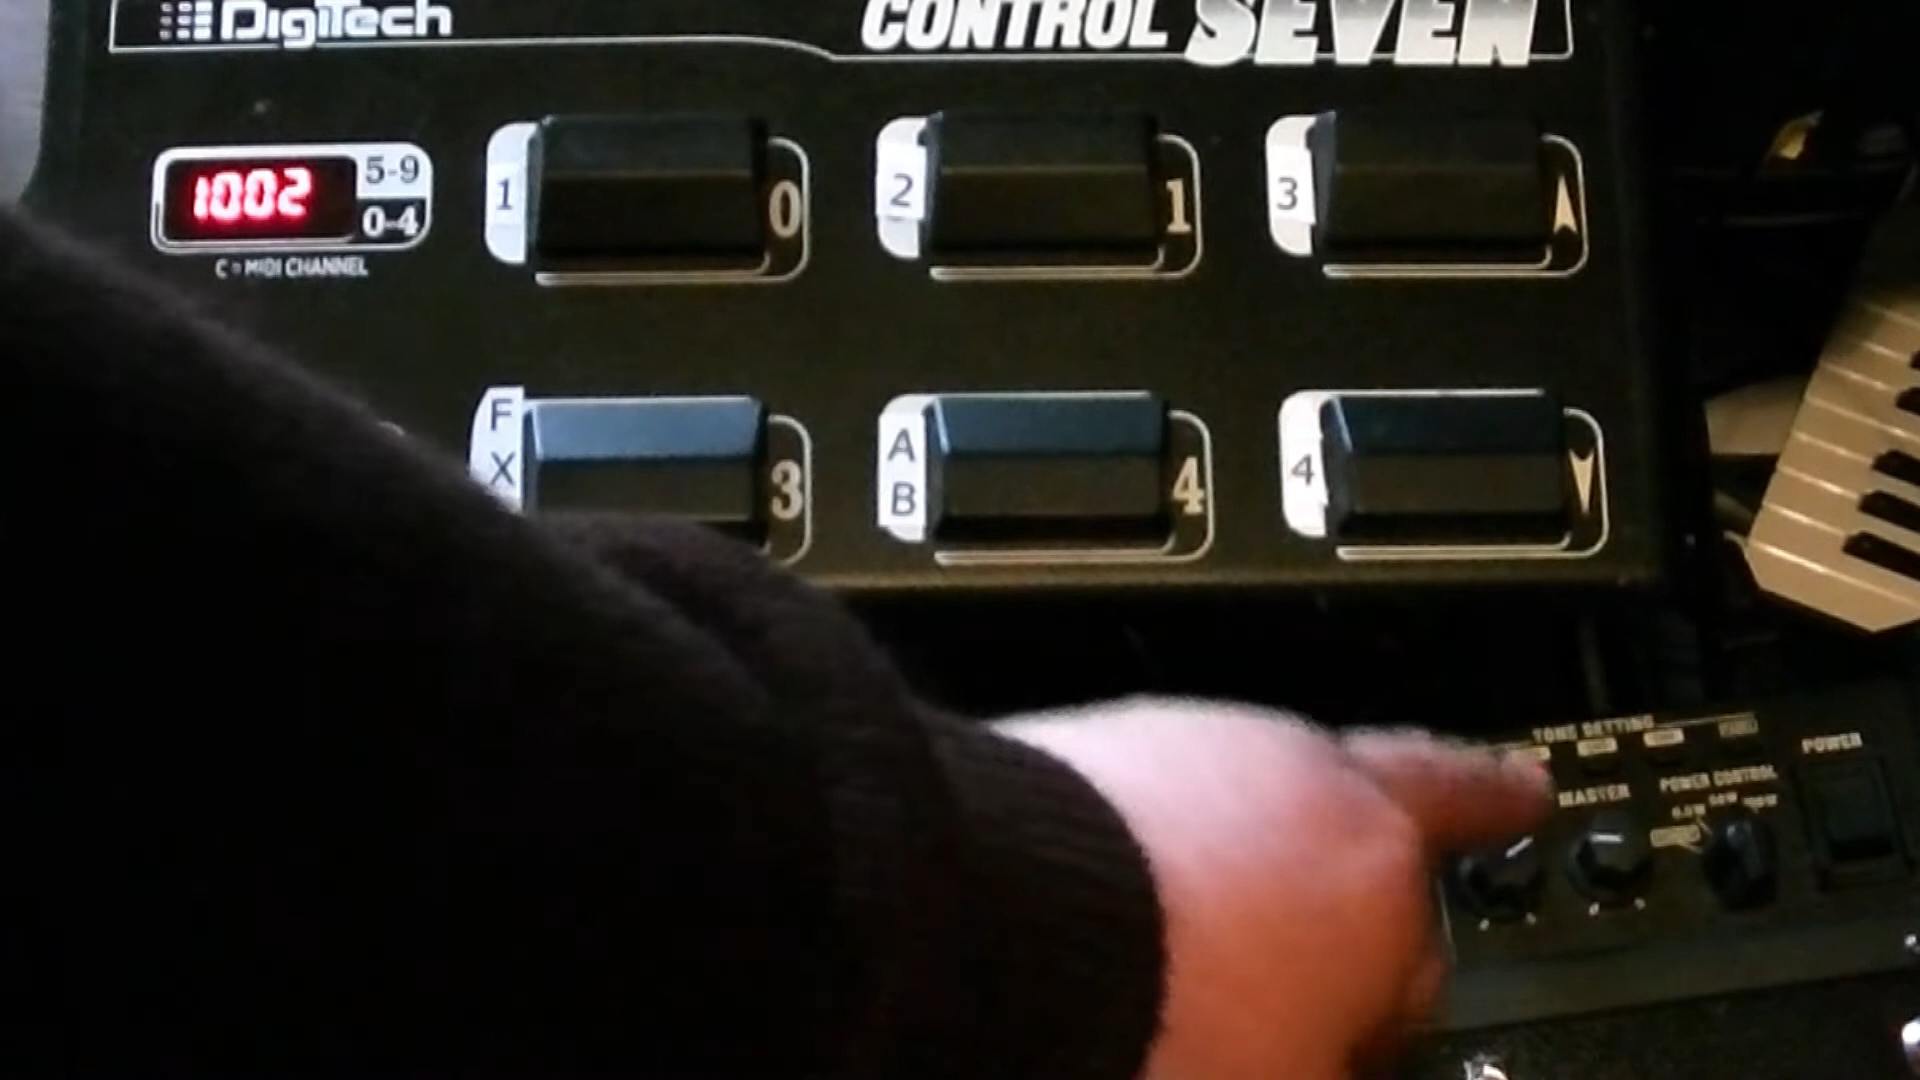 DigiTech
CONTROL SEVEN
1002
5-9
0-4
C = MIDI CHANNEL
1
0
2
1
3
F
X
3
A
B
4
4
TONE SETTING
POWER
MASTER
POWER CONTROL